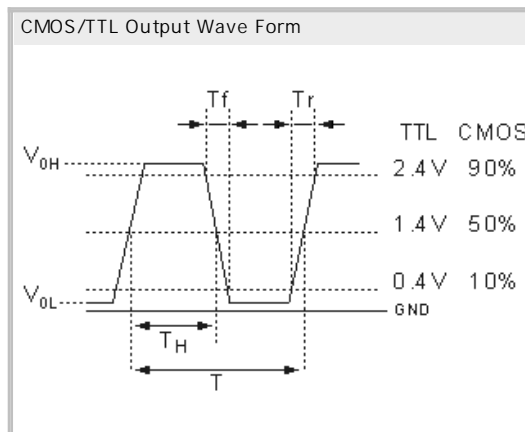 CMOS/TTL Output Wave Form
Tf Tr
TTL CMOS
V0H 2.4V 90%
1.4V 50%
0.4V 10%
V0L
GND
TH
T